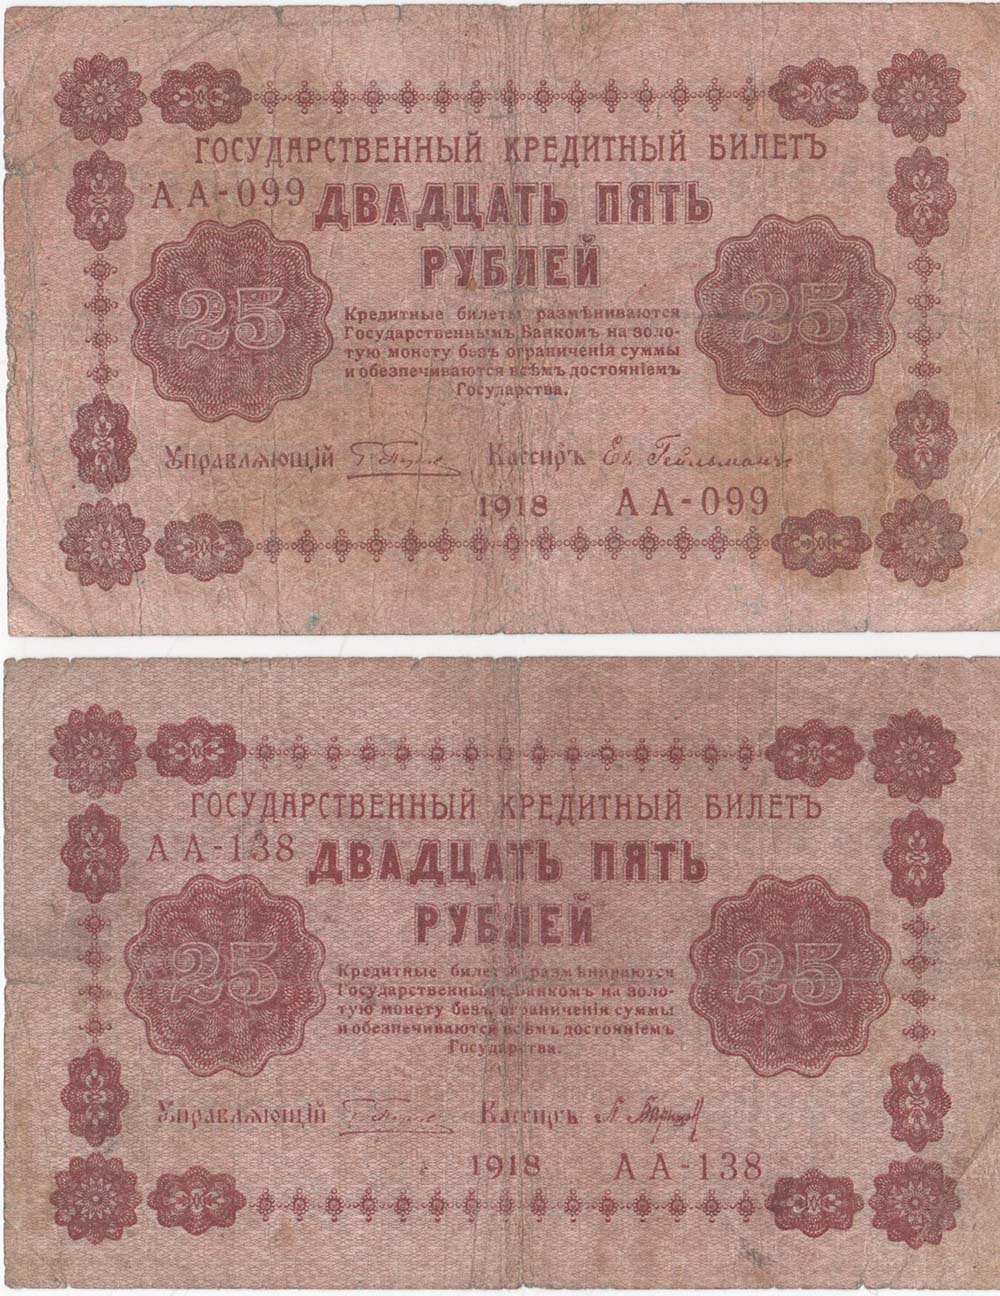 ГОСУДАРСТВЕННЫЙ КРЕДИТНЫЙ БИЛЕТЪ
АА-099
ДВАДЦАТЬ ПЯТЬ
РУБЛЕЙ
25
25
Кредитные билеты размѣниваются
Государственнымъ Банкомъ на золо-
тую монету безъ ограниченія суммы
и обезпечиваются всѣмъ достояніемъ
Государства.
Управляющій Кассиръ Ев. Гейльманъ
1918 АА-099
ГОСУДАРСТВЕННЫЙ КРЕДИТНЫЙ БИЛЕТЪ
АА-138
ДВАДЦАТЬ ПЯТЬ
РУБЛЕЙ
25
25
Кредитные билеты размѣниваются
Государственнымъ Банкомъ на золо-
тую монету безъ ограниченія суммы
и обезпечиваются всѣмъ достояніемъ
Государства.
Управляющій Кассиръ
1918 АА-138